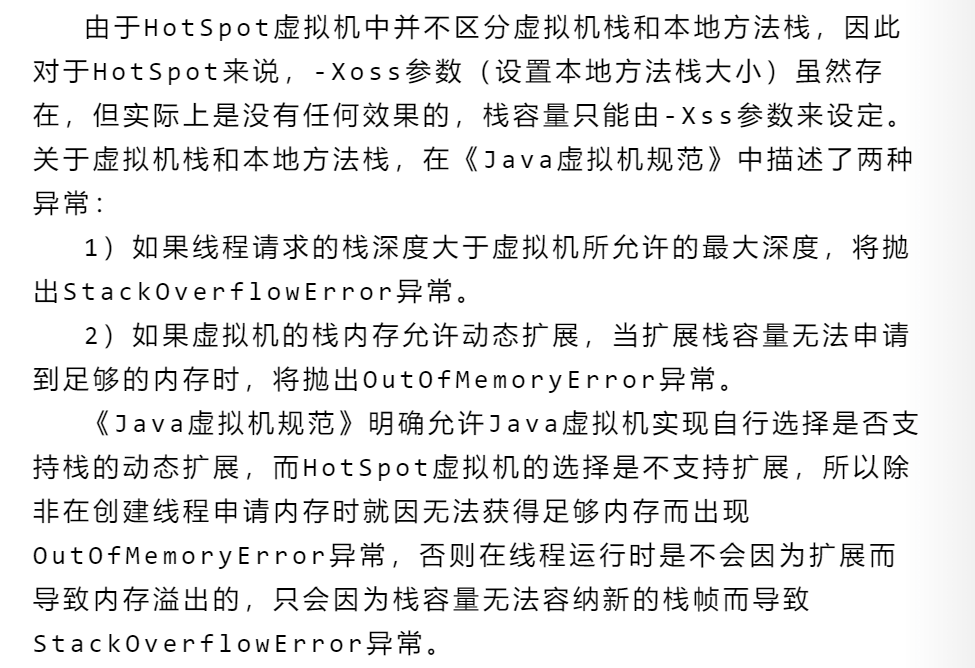 由于HotSpot虚拟机中并不区分虚拟机栈和本地方法栈，因此
对于HotSpot来说，-Xoss参数（设置本地方法栈大小）虽然存
在，但实际上是没有任何效果的，栈容量只能由-Xss参数来设定。
关于虚拟机栈和本地方法栈，在《Java虚拟机规范》中描述了两种
异常：
1）如果线程请求的栈深度大于虚拟机所允许的最大深度，将抛
出StackOverflowError异常。
2）如果虚拟机的栈内存允许动态扩展，当扩展栈容量无法申请
到足够的内存时，将抛出OutOfMemoryError异常。
《Java虚拟机规范》明确允许Java虚拟机实现自行选择是否支
持栈的动态扩展，而HotSpot虚拟机的选择是不支持扩展，所以除
非在创建线程申请内存时就因无法获得足够内存而出现
OutOfMemoryError异常，否则在线程运行时是不会因为扩展而
导致内存溢出的，只会因为栈容量无法容纳新的栈帧而导致
StackOverflowError异常。